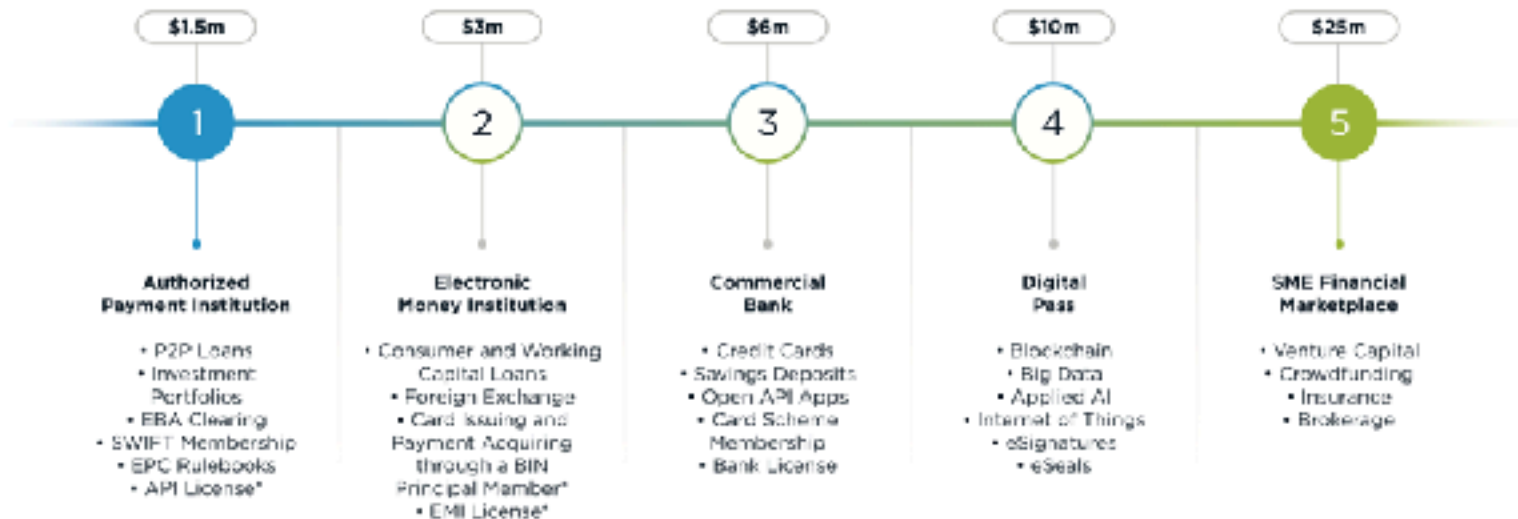 $1.5m
$3m
$6m
$10m
$25m
1
2
3
4
5
Authorized
Payment Institution
• P2P Loans
• Investment
Portfolios
• EBA Clearing
• SWIFT Membership
• EPC Rulebooks
• API License*
Electronic
Money Institution
• Consumer and Working
Capital Loans
• Foreign Exchange
• Card Issuing and
Payment Acquiring
through a BIN
Principal Member*
• EMI License*
Commercial
Bank
• Credit Cards
• Savings Deposits
• Open API Apps
• Card Scheme
Membership
• Bank License
Digital
Pass
• Blockchain
• Big Data
• Applied AI
• Internet of Things
• eSignatures
• eSeals
SME Financial
Marketplace
• Venture Capital
• Crowdfunding
• Insurance
• Brokerage